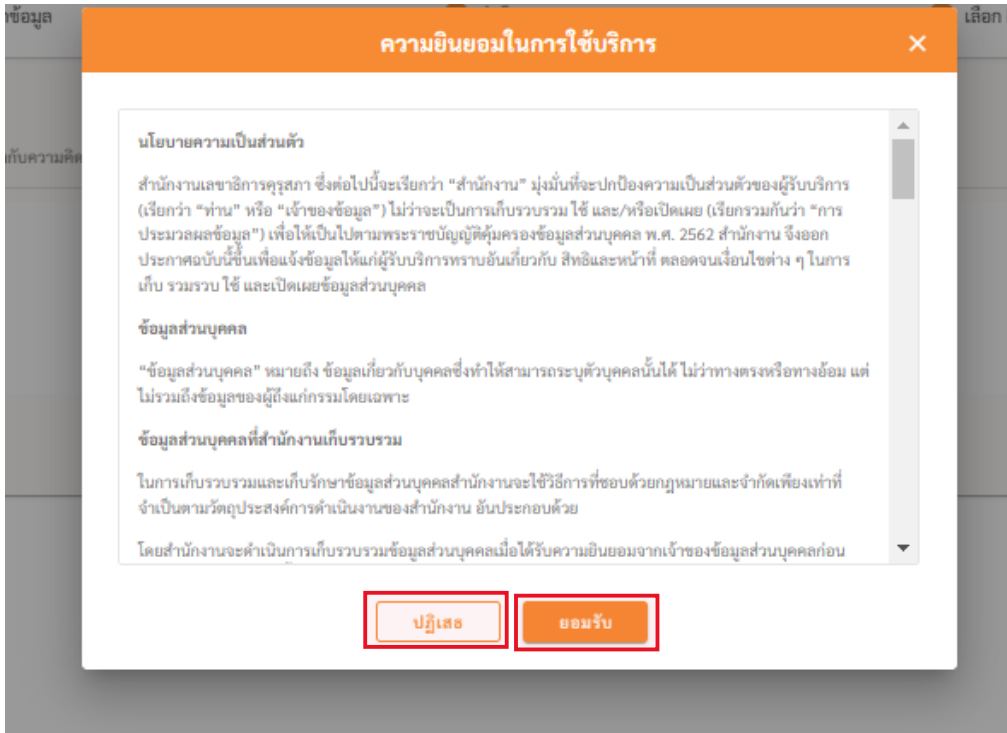 ข้อมูล
เลือก
ความยินยอมในการใช้บริการ
นโยบายความเป็นส่วนตัว
สำนักงานเลขาธิการคุรุสภา ซึ่งต่อไปนี้จะเรียกว่า “สำนักงาน” มุ่งมั่นที่จะปกป้องความเป็นส่วนตัวของผู้รับบริการ
(เรียกว่า “ท่าน” หรือ “เจ้าของข้อมูล”) ไม่ว่าจะเป็นการเก็บรวบรวม ใช้ และ/หรือเปิดเผย (เรียกรวมกันว่า “การ
ประมวลผลข้อมูล”) เพื่อให้เป็นไปตามพระราชบัญญัติคุ้มครองข้อมูลส่วนบุคคล พ.ศ. 2562 สำนักงาน จึงออก
ประกาศฉบับนี้ขึ้นเพื่อแจ้งข้อมูลให้แก่ผู้รับบริการทราบอันเกี่ยวกับ สิทธิและหน้าที่ ตลอดจนเงื่อนไขต่าง ๆ ในการ
เก็บ รวมรวบ ใช้ และเปิดเผยข้อมูลส่วนบุคคล
กับความคิด
ข้อมูลส่วนบุคคล
“ข้อมูลส่วนบุคคล” หมายถึง ข้อมูลเกี่ยวกับบุคคลซึ่งทำให้สามารถระบุตัวบุคคลนั้นได้ ไม่ว่าทางตรงหรือทางอ้อม แต่
ไม่รวมถึงข้อมูลของผู้ถึงแก่กรรมโดยเฉพาะ
ข้อมูลส่วนบุคคลที่สำนักงานเก็บรวบรวม
ในการเก็บรวบรวมและเก็บรักษาข้อมูลส่วนบุคคลสำนักงานจะใช้วิธีการที่ชอบด้วยกฎหมายและจำกัดเพียงเท่าที่
จำเป็นตามวัตถุประสงค์การดำเนินงานของสำนักงาน อันประกอบด้วย
โดยสำนักงานจะดำเนินการเก็บรวบรวมข้อมูลส่วนบุคคลเมื่อได้รับความยินยอมจากเจ้าของข้อมูลส่วนบุคคลก่อน
ปฏิเสธ
ยอมรับ